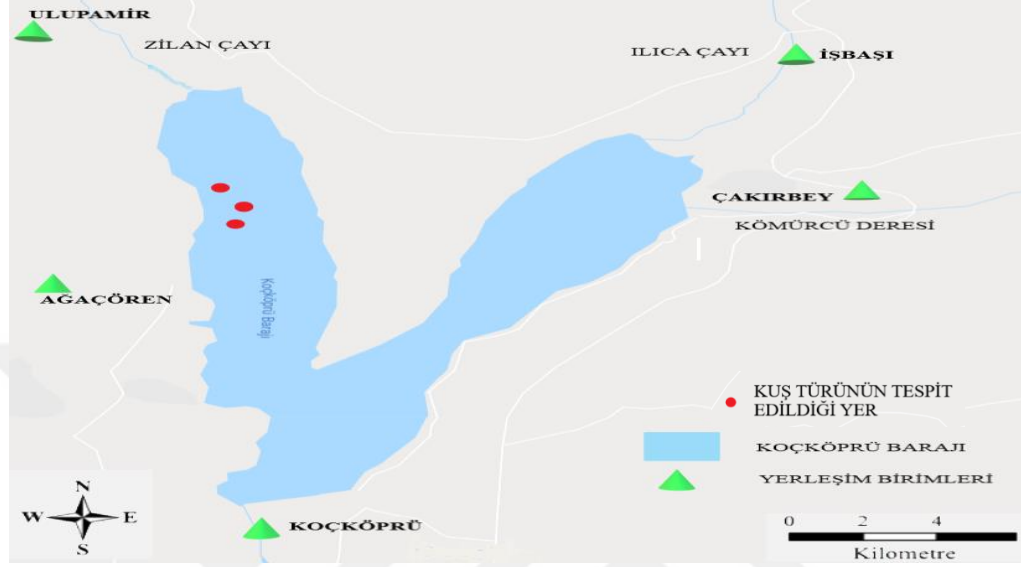 ULUPAMİR
ZİLAN ÇAYI
ILICA ÇAYI
İŞBAŞI
ÇAKIRBEY
KÖMÜRCÜ DERESİ
AĞAÇÖREN
Koçköprü Barajı
KUŞ TÜRÜNÜN TESPİT
EDİLDİĞİ YER
KOÇKÖPRÜ BARAJI
YERLEŞİM BİRİMLERİ
N
W E
S
KOÇKÖPRÜ
0 2 4
Kilometre